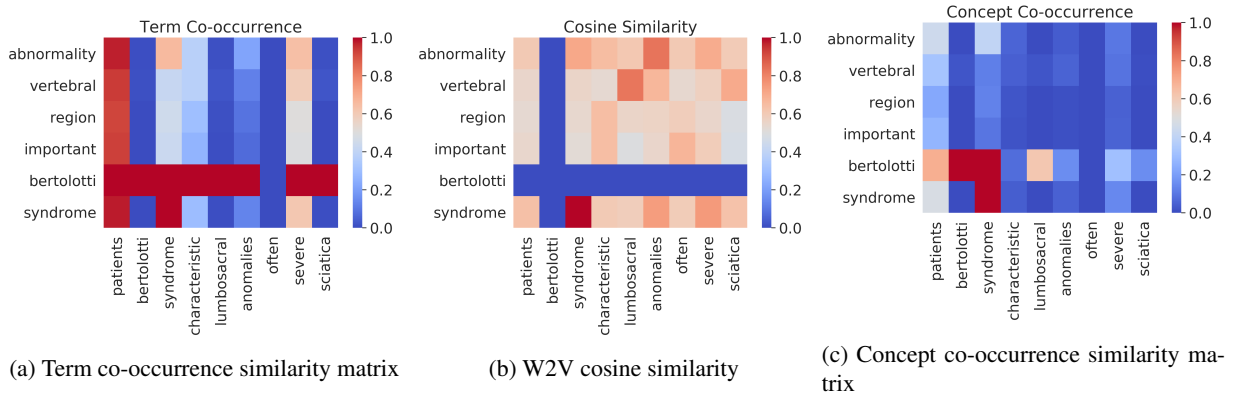 Term Co-occurrence
abnormality
vertebral
region
important
bertolotti
syndrome
patients
bertolotti
syndrome
characteristic
lumbosacral
anomalies
often
severe
sciatica
1.0
0.8
0.6
0.4
0.2
0.0
(a) Term co-occurrence similarity matrix
Cosine Similarity
abnormality
vertebral
region
important
bertolotti
syndrome
patients
bertolotti
syndrome
characteristic
lumbosacral
anomalies
often
severe
sciatica
1.0
0.8
0.6
0.4
0.2
0.0
(b) W2V cosine similarity
Concept Co-occurrence
abnormality
vertebral
region
important
bertolotti
syndrome
patients
bertolotti
syndrome
characteristic
lumbosacral
anomalies
often
severe
sciatica
1.0
0.8
0.6
0.4
0.2
0.0
(c) Concept co-occurrence similarity ma-
trix